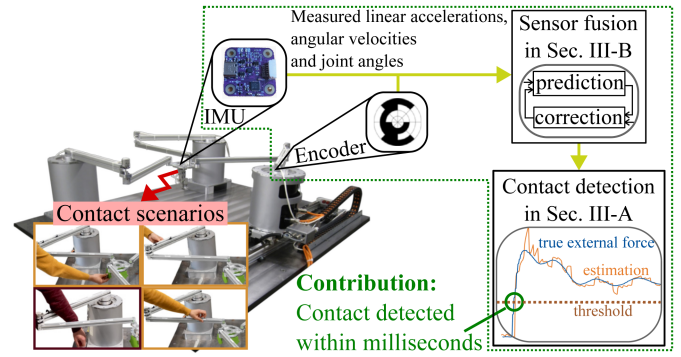 Measured linear accelerations,
angular velocities
and joint angles
Sensor fusion
in Sec. III-B
prediction
correction
IMU
Encoder
Contact scenarios
Contact detection
in Sec. III-A
true external force
estimation
threshold
Contribution:
Contact detected
within milliseconds